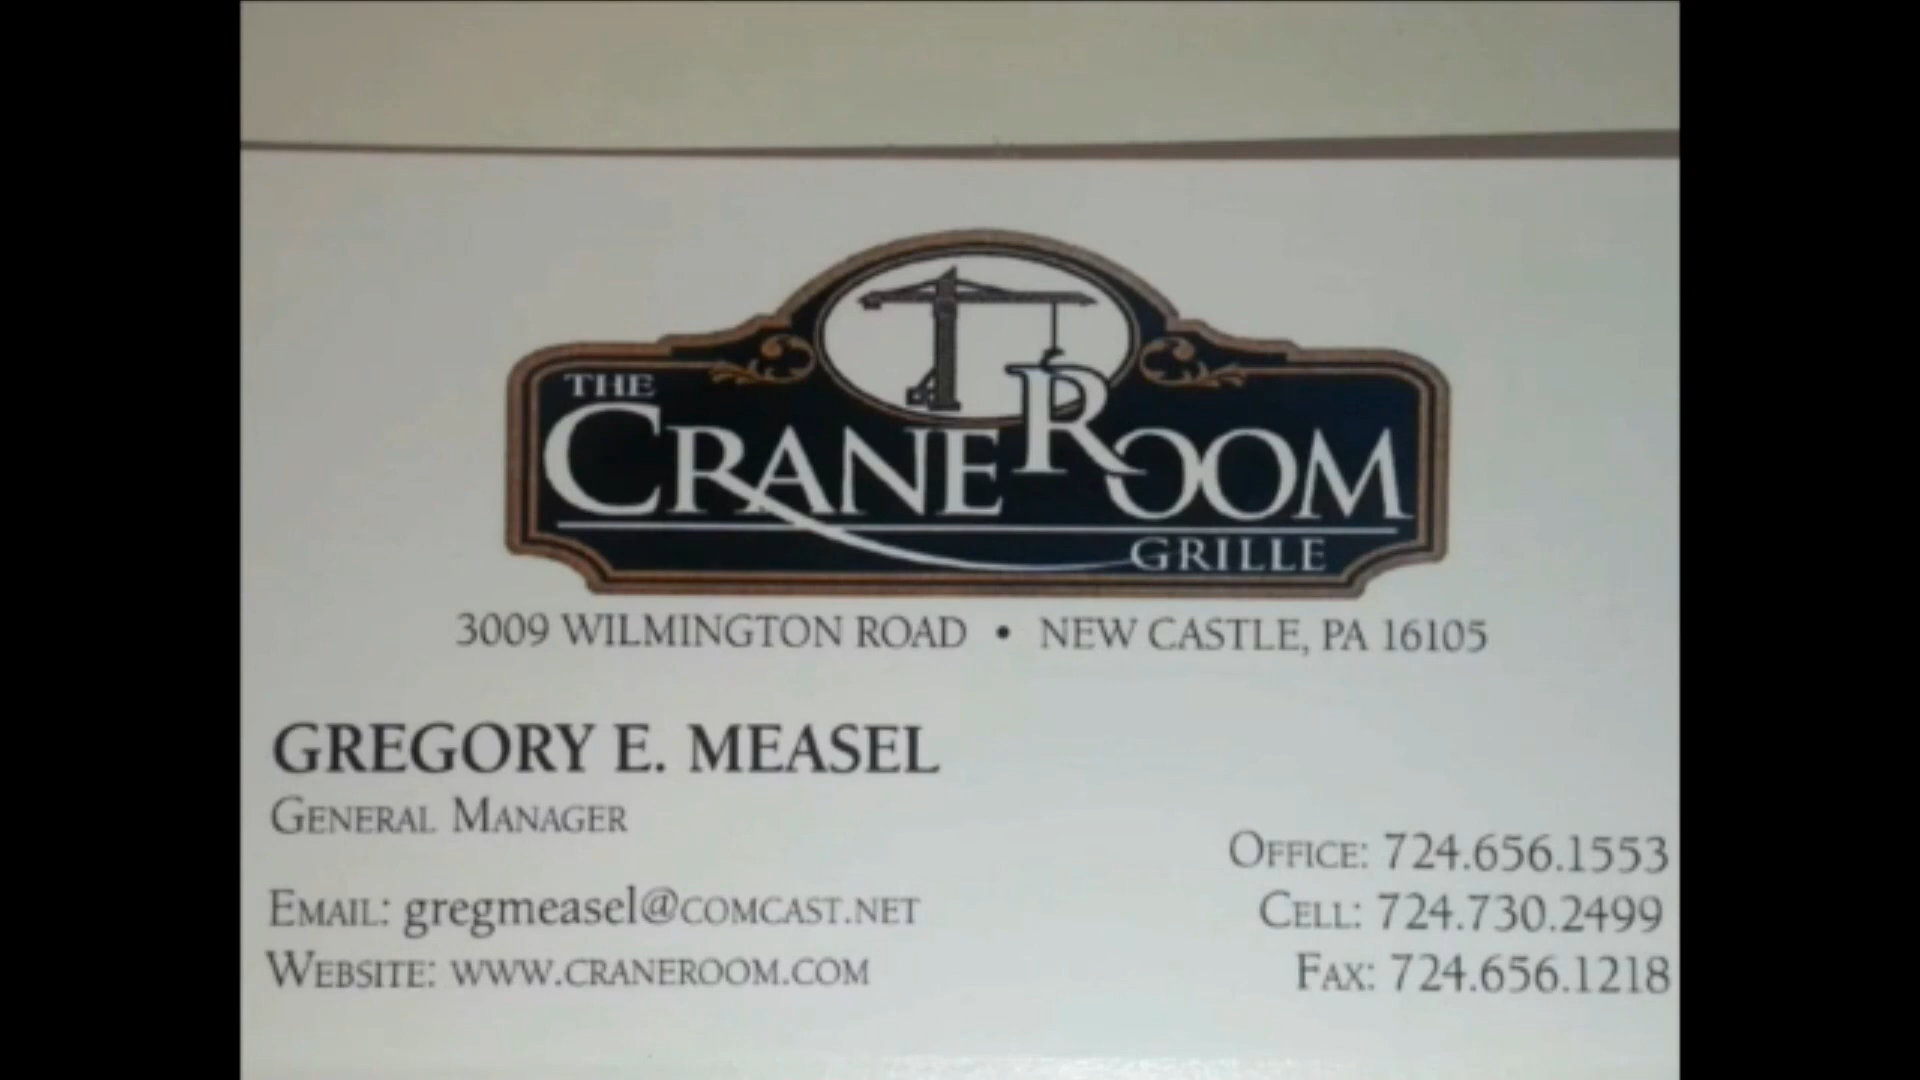 THE
CRANE ROOM
GRILLE
3009 WILMINGTON ROAD • NEW CASTLE, PA 16105
GREGORY E. MEASEL
GENERAL MANAGER
OFFICE: 724.656.1553
EMAIL: gregmeasel@COMCAST.NET
CELL: 724.730.2499
WEBSITE: WWW.CRANEROOM.COM
FAX: 724.656.1218